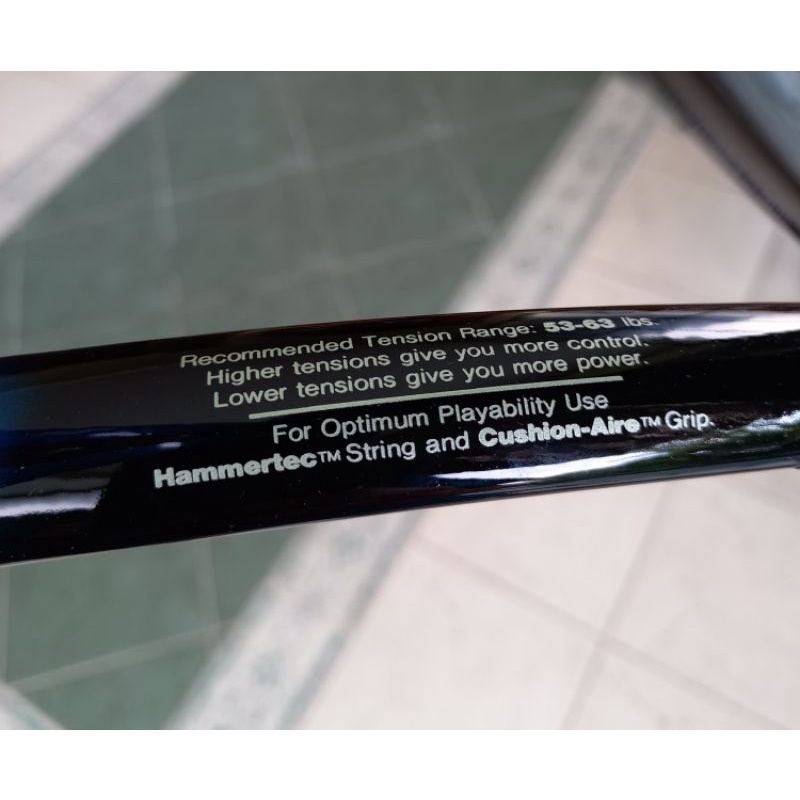 Recommended Tension Range: 53-63 lbs.
Higher tensions give you more control.
Lower tensions give you more power.
For Optimum Playability Use
Hammertec™ String and Cushion-Aire™ Grip.